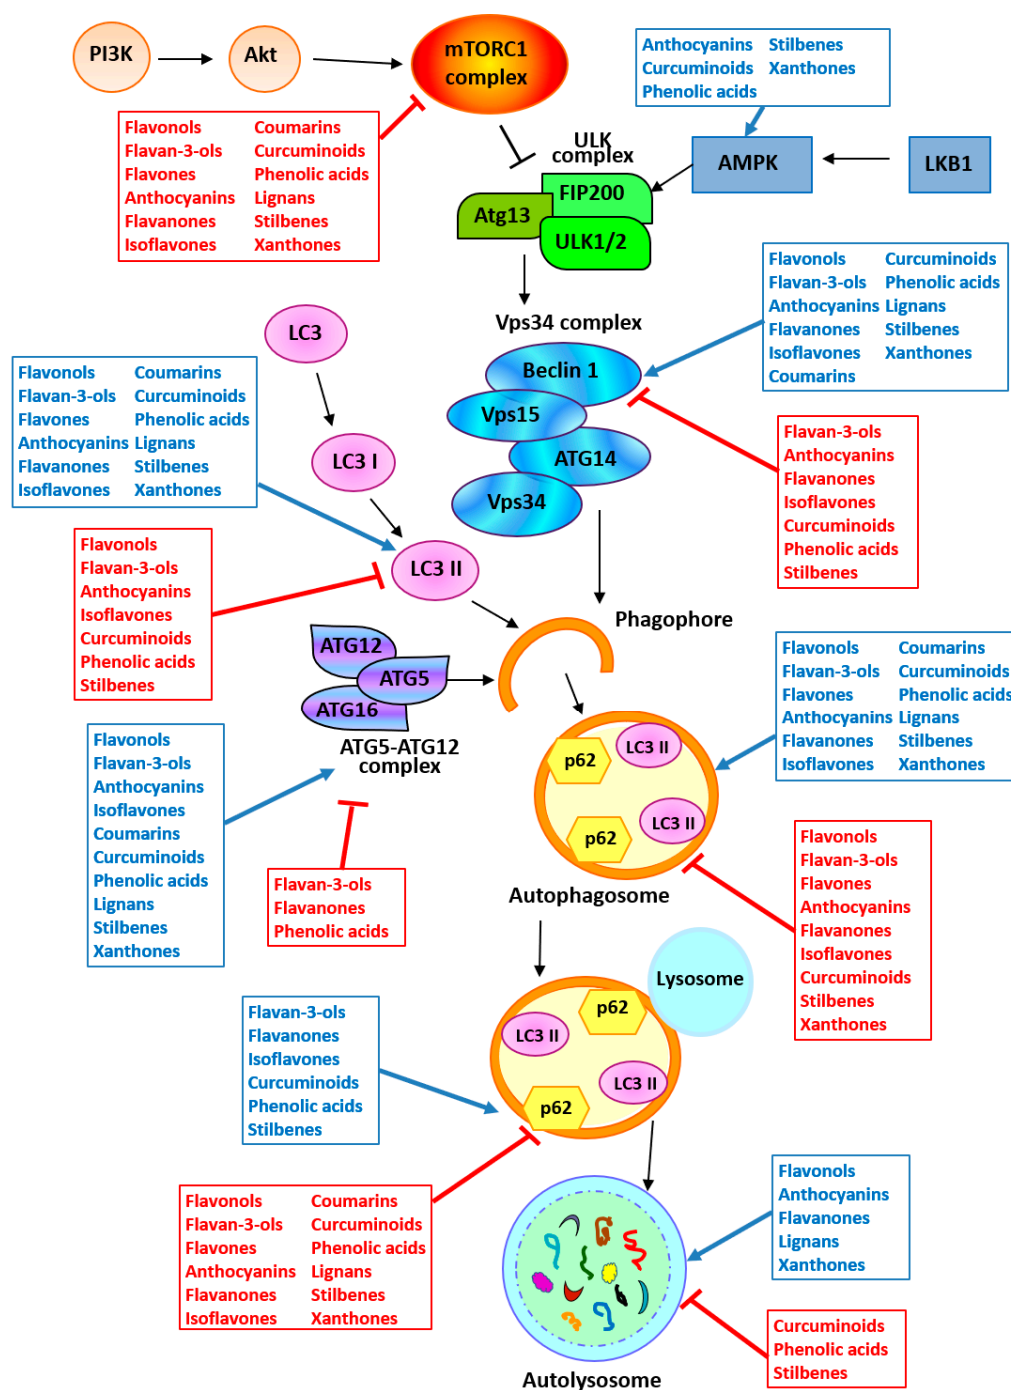 PI3K
Akt
mTORC1
complex
Anthocyanins Stilbenes
Curcuminoids Xanthones
Phenolic acids
Flavonols Coumarins
Flavan-3-ols Curcuminoids
Flavones Phenolic acids
Anthocyanins Lignans
Flavanones Stilbenes
Isoflavones Xanthones
ULK
complex
AMPK
LKB1
FIP200
Atg13
ULK1/2
Flavonols Curcuminoids
Flavan-3-ols Phenolic acids
Anthocyanins Lignans
Flavanones Stilbenes
Isoflavones Xanthones
Coumarins
LC3
Vps34 complex
Beclin 1
Vps15
ATG14
Vps34
Flavonols Coumarins
Flavan-3-ols Curcuminoids
Flavones Phenolic acids
Anthocyanins Lignans
Flavanones Stilbenes
Isoflavones Xanthones
LC3 I
Flavan-3-ols
Anthocyanins
Flavanones
Isoflavones
Curcuminoids
Phenolic acids
Stilbenes
LC3 II
Flavonols
Flavan-3-ols
Anthocyanins
Isoflavones
Curcuminoids
Phenolic acids
Stilbenes
Phagophore
ATG12
ATG5
ATG16
ATG5-ATG12
complex
Flavonols Coumarins
Flavan-3-ols Curcuminoids
Flavones Phenolic acids
Anthocyanins Lignans
Flavanones Stilbenes
Isoflavones Xanthones
Flavonols
Flavan-3-ols
Anthocyanins
Isoflavones
Coumarins
Curcuminoids
Phenolic acids
Lignans
Stilbenes
Xanthones
p62
LC3 II
LC3 II
p62
Autophagosome
Flavan-3-ols
Flavanones
Phenolic acids
Flavonols
Flavan-3-ols
Flavones
Anthocyanins
Flavanones
Isoflavones
Curcuminoids
Stilbenes
Xanthones
Lysosome
p62
LC3 II
LC3 II
p62
Flavan-3-ols
Flavanones
Isoflavones
Curcuminoids
Phenolic acids
Stilbenes
Flavonols Coumarins
Flavan-3-ols Curcuminoids
Flavones Phenolic acids
Anthocyanins Lignans
Flavanones Stilbenes
Isoflavones Xanthones
Flavonols
Anthocyanins
Flavanones
Lignans
Xanthones
Curcuminoids
Phenolic acids
Stilbenes
Autolysosome